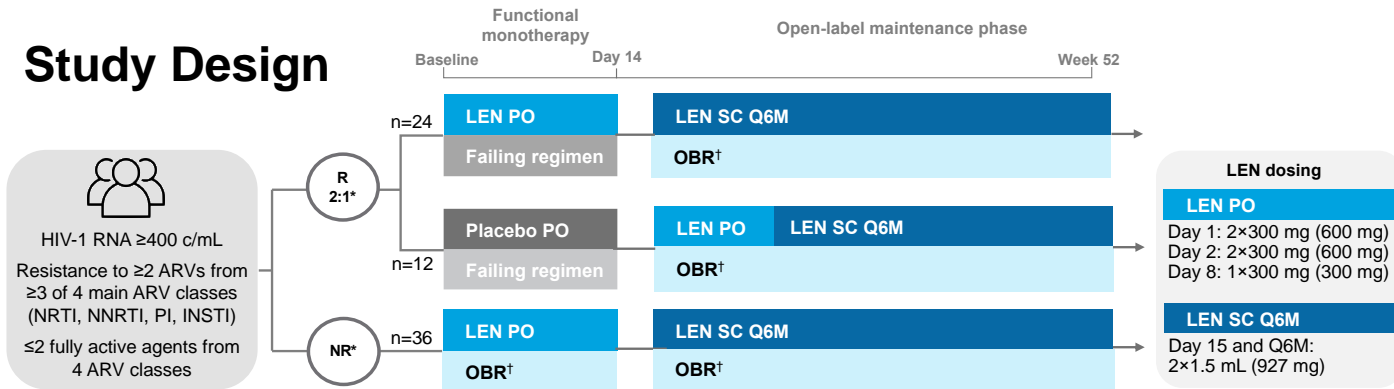 Study Design
Functional
monotherapy
Open-label maintenance phase
Baseline
Day 14
Week 52
HIV-1 RNA ≥400 c/mL
Resistance to ≥2 ARVs from
≥3 of 4 main ARV classes
(NRTI, NNRTI, PI, INSTI)
≤2 fully active agents from
4 ARV classes
R
2:1*
NR*
n=24
LEN PO
Failing regimen
LEN SC Q6M
OBR†
n=12
Placebo PO
Failing regimen
LEN PO
LEN SC Q6M
OBR†
n=36
LEN PO
OBR†
LEN SC Q6M
OBR†
LEN dosing
LEN PO
Day 1: 2×300 mg (600 mg)
Day 2: 2×300 mg (600 mg)
Day 8: 1×300 mg (300 mg)
LEN SC Q6M
Day 15 and Q6M:
2×1.5 mL (927 mg)